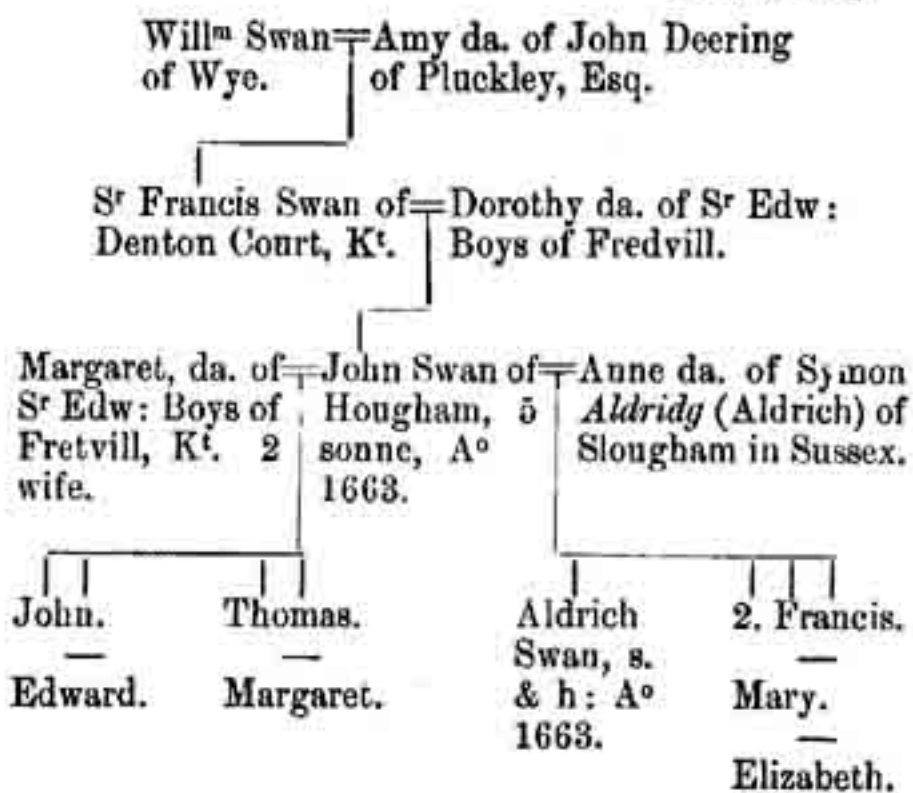 Willᵐ Swan=Amy da. of John Deering
of Wye. of Pluckley, Esq.
Sʳ Francis Swan of=Dorothy da. of Sʳ Edw:
Denton Court, Kᵗ. Boys of Fredvill.
Margaret, da. of=John Swan of=Anne da. of Symon
Sʳ Edw: Boys of Hougham, õ Aldridg (Aldrich) of
Fretvill, Kᵗ. 2 sonne, Aᵒ Slougham in Sussex.
wife. 1663.
John. Thomas. Aldrich 2. Francis.
Swan, s.
Edward. Margaret. & h: Aᵒ Mary.
1663.
Elizabeth.